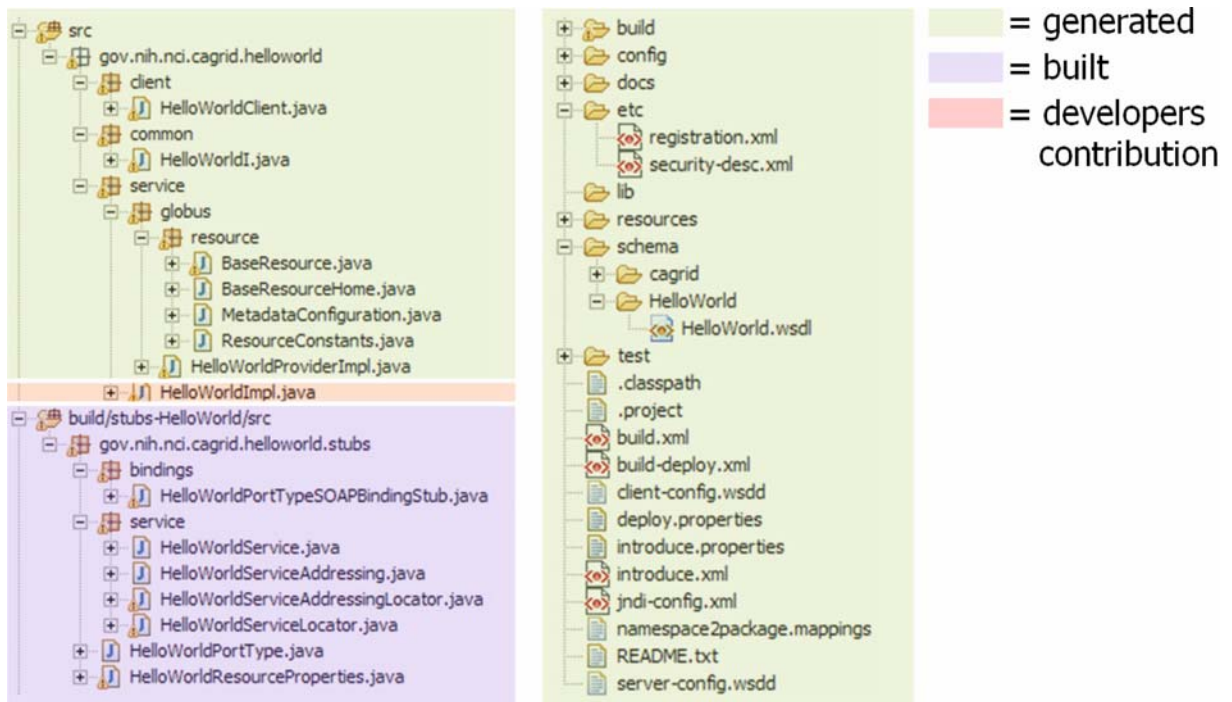 src
gov.nih.nci.cagrid.helloworld
client
HelloWorldClient.java
common
HelloWorldI.java
service
globus
resource
BaseResource.java
BaseResourceHome.java
MetadataConfiguration.java
ResourceConstants.java
HelloWorldProviderImpl.java
HelloWorldImpl.java
build/stubs-HelloWorld/src
gov.nih.nci.cagrid.helloworld.stubs
bindings
HelloWorldPortTypeSOAPBindingStub.java
service
HelloWorldService.java
HelloWorldServiceAddressing.java
HelloWorldServiceAddressingLocator.java
HelloWorldServiceLocator.java
HelloWorldPortType.java
HelloWorldResourceProperties.java
build
config
docs
etc
registration.xml
security-desc.xml
lib
resources
schema
cagrid
HelloWorld
HelloWorld.wsdl
test
.classpath
.project
build.xml
build-deploy.xml
client-config.wsdd
deploy.properties
introduce.properties
introduce.xml
jndi-config.xml
namespace2package.mappings
README.txt
server-config.wsdd
= generated
= built
= developers
contribution